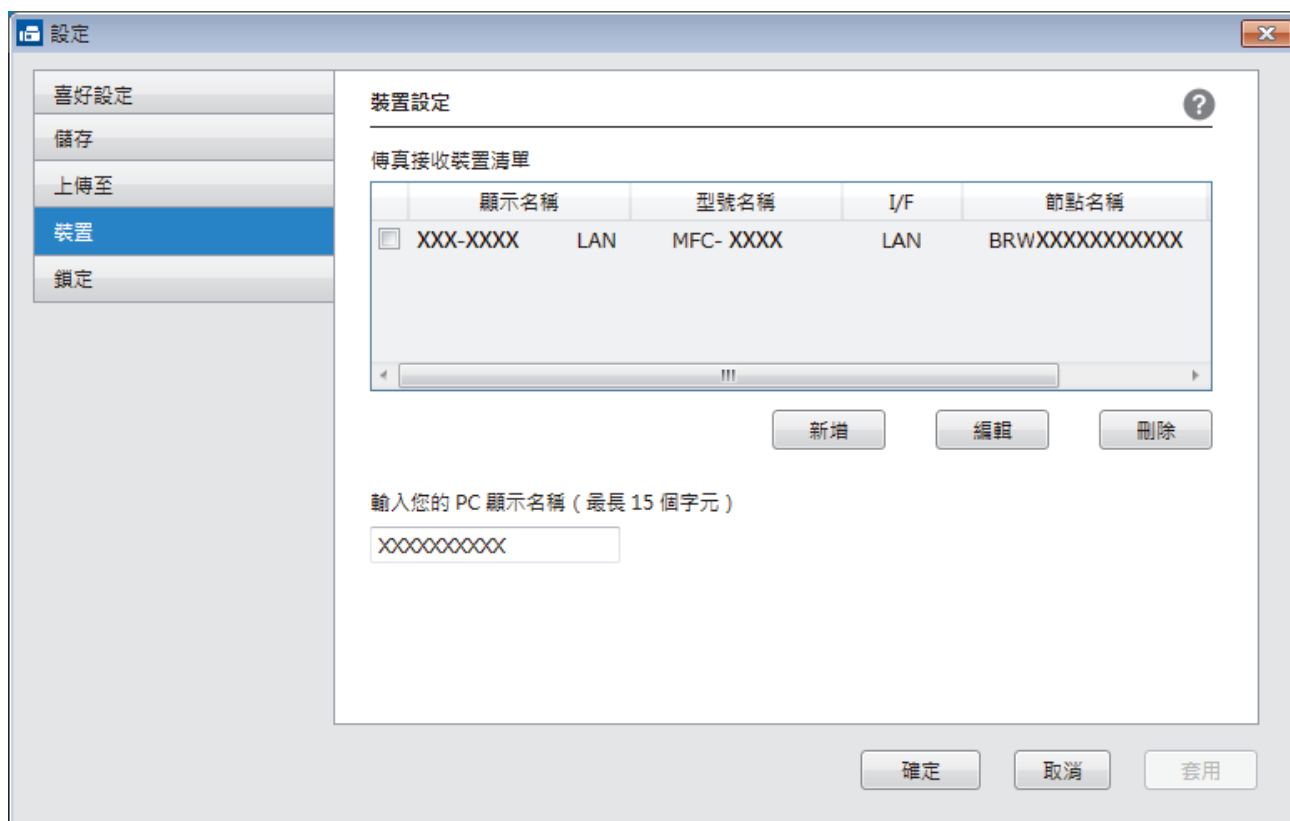 設定
喜好設定
儲存
上傳至
裝置
鎖定
裝置設定
?
傳真接收裝置清單
顯示名稱 型號名稱 I/F 節點名稱
XXX-XXXX LAN MFC- XXXX LAN BRWXXXXXXXXXXX
新增 編輯 刪除
輸入您的 PC 顯示名稱 ( 最長 15 個字元 )
XXXXXXXXXX
確定 取消 套用